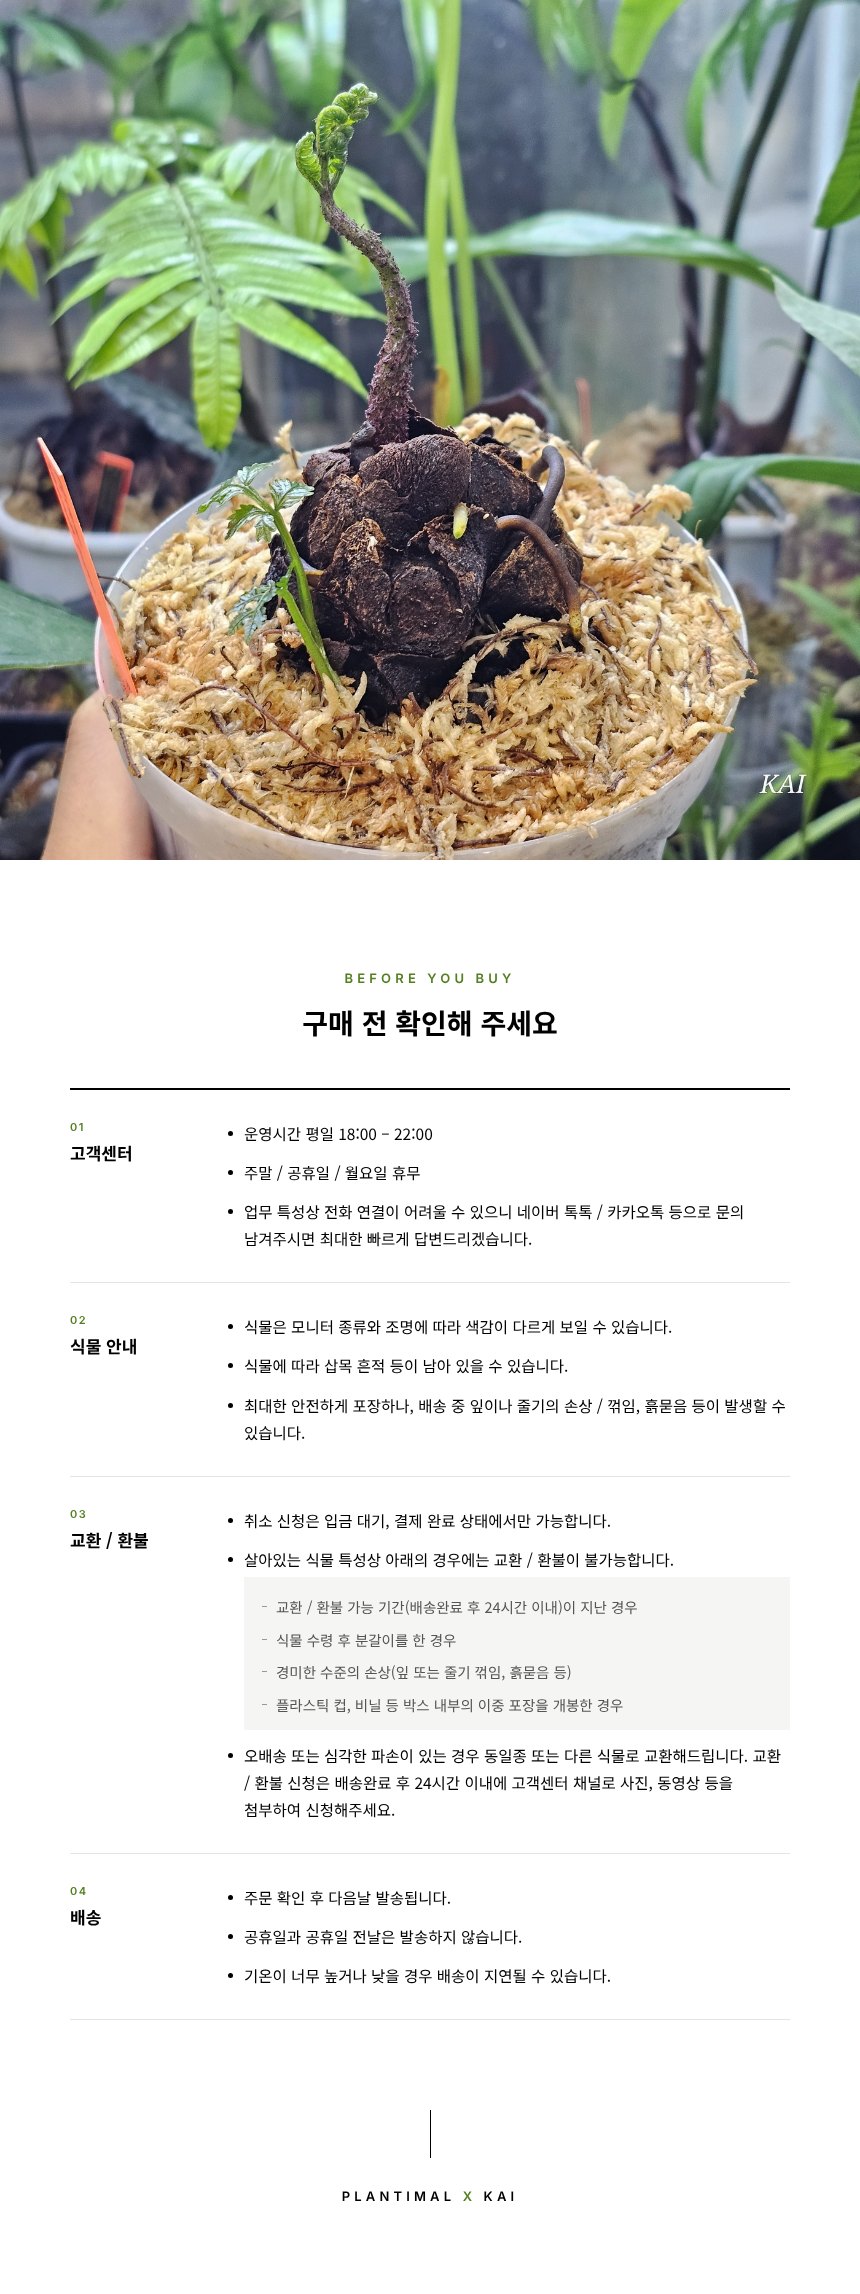 KAI
BEFORE YOU BUY
구매 전 확인해 주세요
01
고객센터
운영시간 평일 18:00 – 22:00
주말 / 공휴일 / 월요일 휴무
업무 특성상 전화 연결이 어려울 수 있으니 네이버 톡톡 / 카카오톡 등으로 문의
남겨주시면 최대한 빠르게 답변드리겠습니다.
02
식물 안내
식물은 모니터 종류와 조명에 따라 색감이 다르게 보일 수 있습니다.
식물에 따라 삽목 흔적 등이 남아 있을 수 있습니다.
최대한 안전하게 포장하나, 배송 중 잎이나 줄기의 손상 / 꺾임, 흙묻음 등이 발생할 수
있습니다.
03
교환 / 환불
취소 신청은 입금 대기, 결제 완료 상태에서만 가능합니다.
살아있는 식물 특성상 아래의 경우에는 교환 / 환불이 불가능합니다.
- 교환 / 환불 가능 기간(배송완료 후 24시간 이내)이 지난 경우
- 식물 수령 후 분갈이를 한 경우
- 경미한 수준의 손상(잎 또는 줄기 꺾임, 흙묻음 등)
- 플라스틱 컵, 비닐 등 박스 내부의 이중 포장을 개봉한 경우
오배송 또는 심각한 파손이 있는 경우 동일종 또는 다른 식물로 교환해드립니다. 교환
/ 환불 신청은 배송완료 후 24시간 이내에 고객센터 채널로 사진, 동영상 등을
첨부하여 신청해주세요.
04
배송
주문 확인 후 다음날 발송됩니다.
공휴일과 공휴일 전날은 발송하지 않습니다.
기온이 너무 높거나 낮을 경우 배송이 지연될 수 있습니다.
PLANTIMAL X KAI